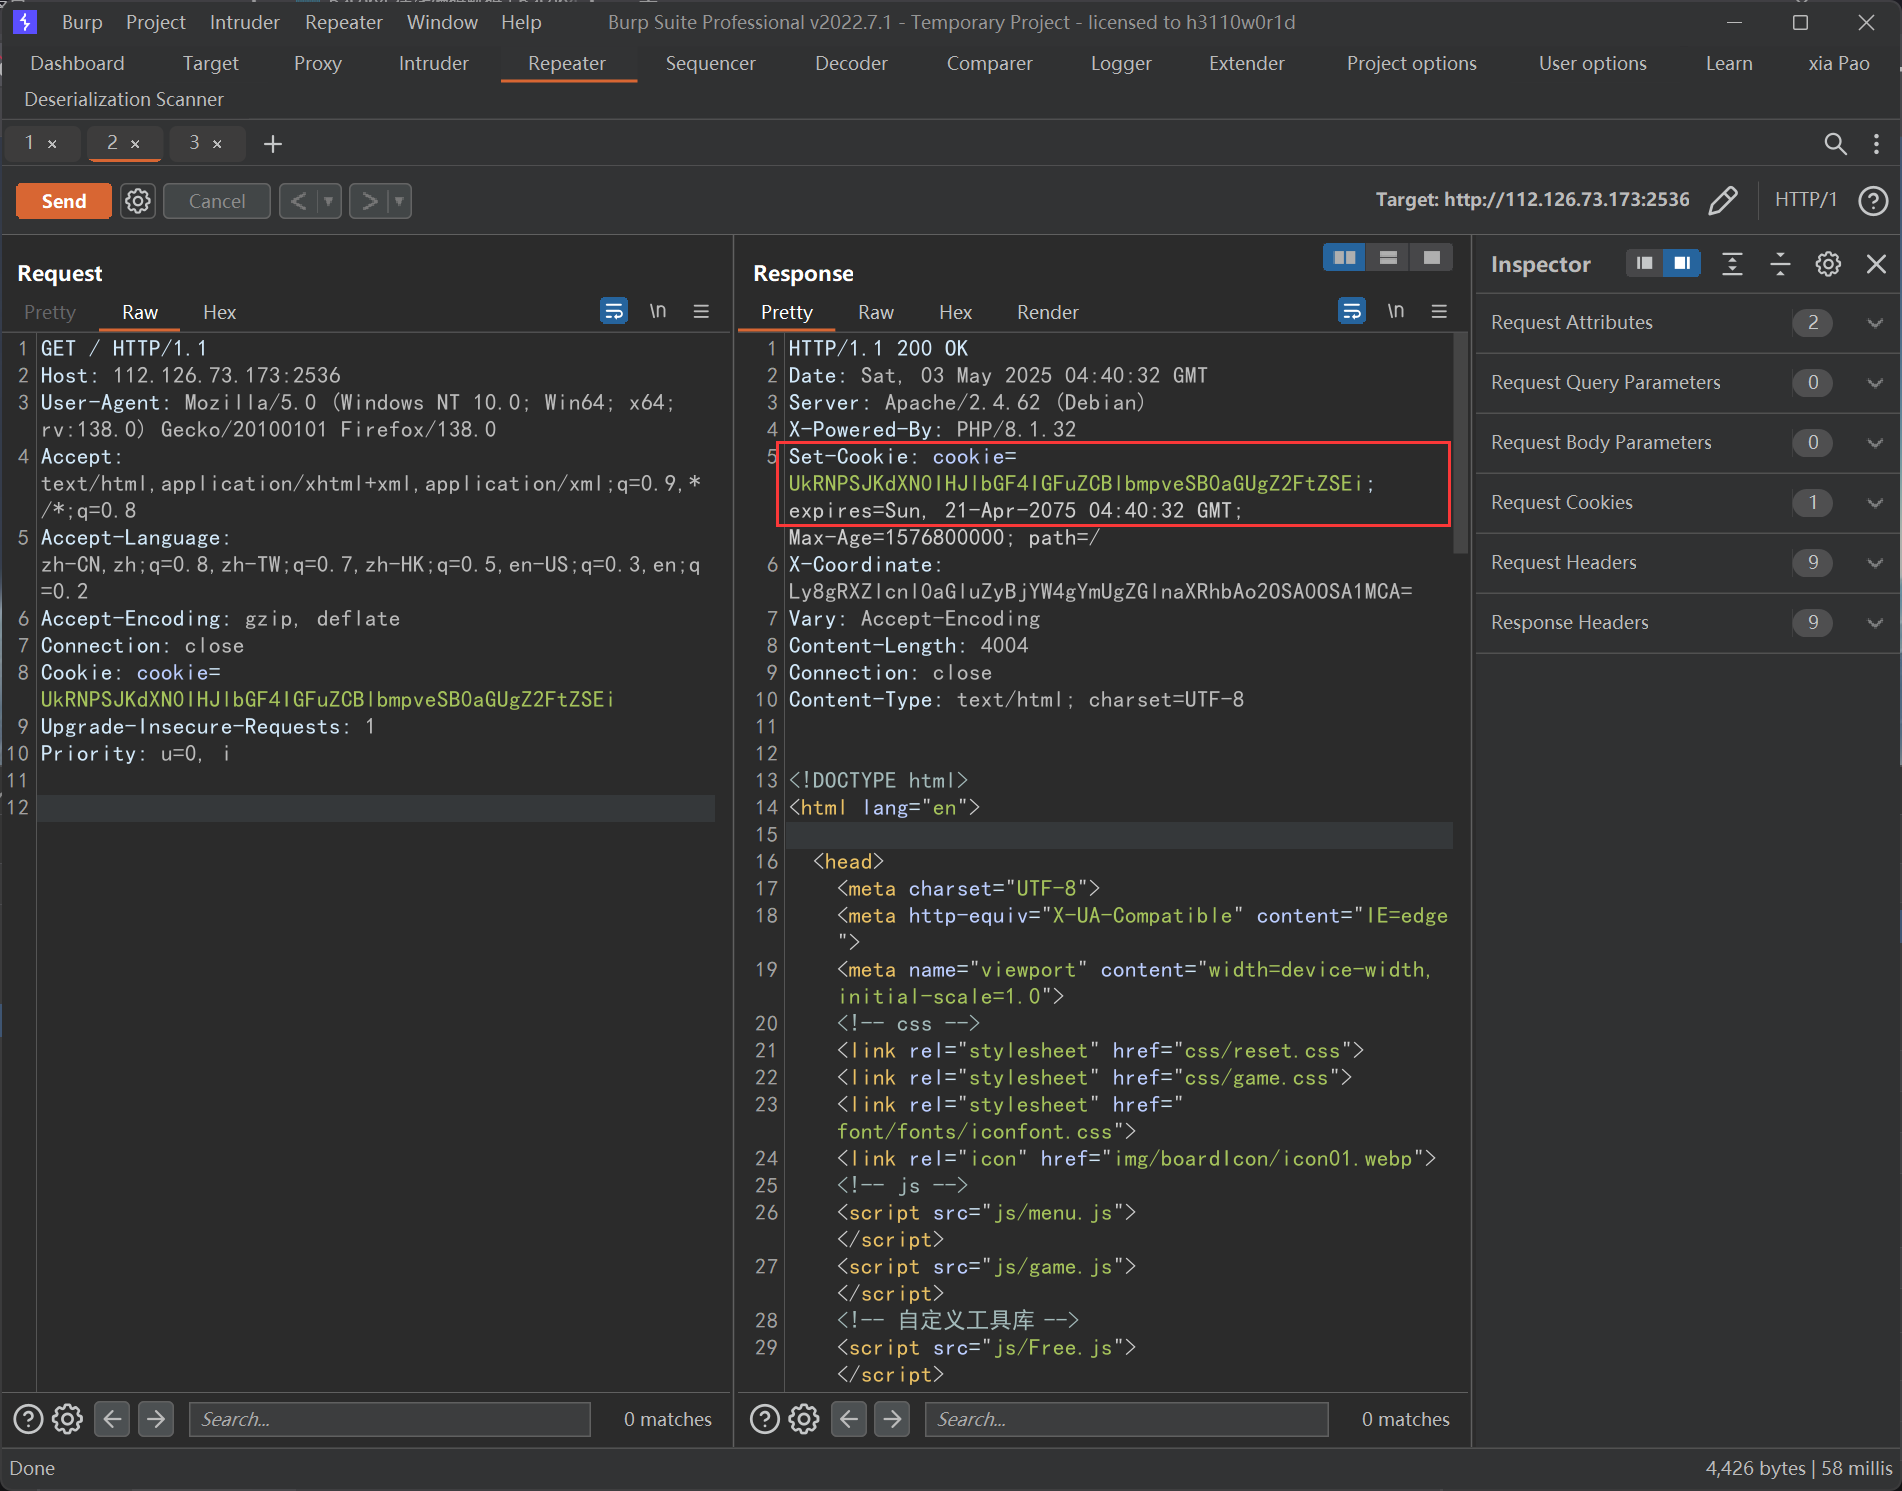 Burp Project Intruder Repeater Window Help Burp Suite Professional v2022.7.1 - Temporary Project - licensed to h3110w0r1d
Dashboard Target Proxy Intruder Repeater Sequencer Decoder Comparer Logger Extender Project options User options Learn xia Pao
Deserialization Scanner
1 × 2 × 3 × +
Send Cancel < > Target: http://112.126.73.173:2536 HTTP/1 ?
Request
Pretty Raw Hex \n
1 GET / HTTP/1.1
2 Host: 112.126.73.173:2536
3 User-Agent: Mozilla/5.0 (Windows NT 10.0; Win64; x64;
rv:138.0) Gecko/20100101 Firefox/138.0
4 Accept:
text/html,application/xhtml+xml,application/xml;q=0.9,*
/*;q=0.8
5 Accept-Language:
zh-CN,zh;q=0.8,zh-TW;q=0.7,zh-HK;q=0.5,en-US;q=0.3,en;q
=0.2
6 Accept-Encoding: gzip, deflate
7 Connection: close
8 Cookie: cookie=
UkRNPSJKdXN0IHJlbGF4IGFuZCBlbmpveSB0aGUgZ2FtZSEi
9 Upgrade-Insecure-Requests: 1
10 Priority: u=0, i
11
12
? Search... 0 matches
Response
Pretty Raw Hex Render \n
1 HTTP/1.1 200 OK
2 Date: Sat, 03 May 2025 04:40:32 GMT
3 Server: Apache/2.4.62 (Debian)
4 X-Powered-By: PHP/8.1.32
5 Set-Cookie: cookie=
UkRNPSJKdXN0IHJlbGF4IGFuZCBlbmpveSB0aGUgZ2FtZSEi;
expires=Sun, 21-Apr-2075 04:40:32 GMT;
Max-Age=1576800000; path=/
6 X-Coordinate:
Ly8gRXZlcnl0aGluZyBjYW4gYmUgZGlnaXRhbAo2OSA0OSA1MCA=
7 Vary: Accept-Encoding
8 Content-Length: 4004
9 Connection: close
10 Content-Type: text/html; charset=UTF-8
11
12
13 <!DOCTYPE html>
14 <html lang="en">
15
16 <head>
17 <meta charset="UTF-8">
18 <meta http-equiv="X-UA-Compatible" content="IE=edge
">
19 <meta name="viewport" content="width=device-width,
initial-scale=1.0">
20 <!-- css -->
21 <link rel="stylesheet" href="css/reset.css">
22 <link rel="stylesheet" href="css/game.css">
23 <link rel="stylesheet" href="
font/fonts/iconfont.css">
24 <link rel="icon" href="img/boardIcon/icon01.webp">
25 <!-- js -->
26 <script src="js/menu.js">
</script>
27 <script src="js/game.js">
</script>
28 <!-- 自定义工具库 -->
29 <script src="js/Free.js">
</script>
? Search... 0 matches
Inspector
Request Attributes 2
Request Query Parameters 0
Request Body Parameters 0
Request Cookies 1
Request Headers 9
Response Headers 9
Done 4,426 bytes | 58 millis